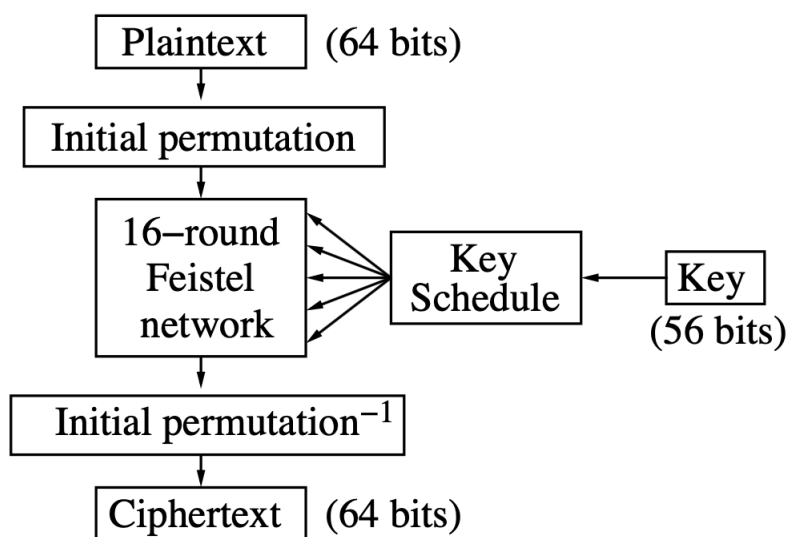 Plaintext (64 bits)
Initial permutation
16−round
Feistel
network
Key
Schedule
Key
(56 bits)
Initial permutation⁻¹
Ciphertext (64 bits)